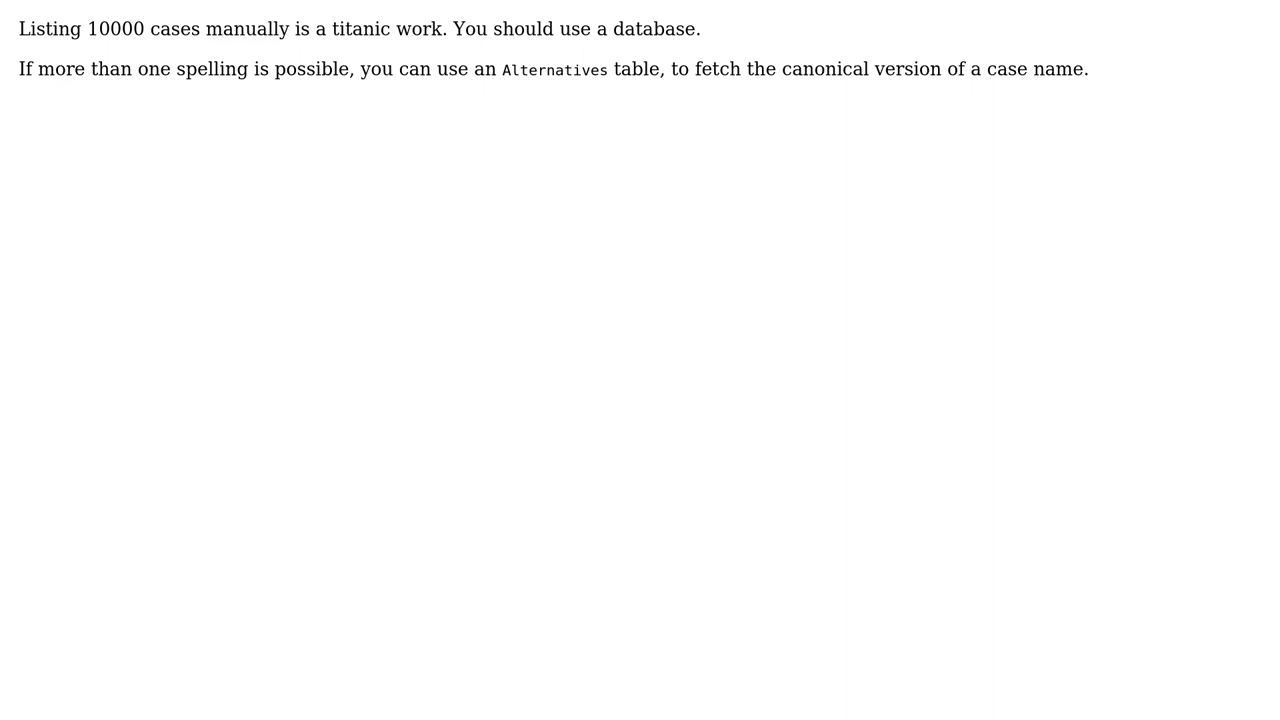 Listing 10000 cases manually is a titanic work. You should use a database.
If more than one spelling is possible, you can use an Alternatives table, to fetch the canonical version of a case name.